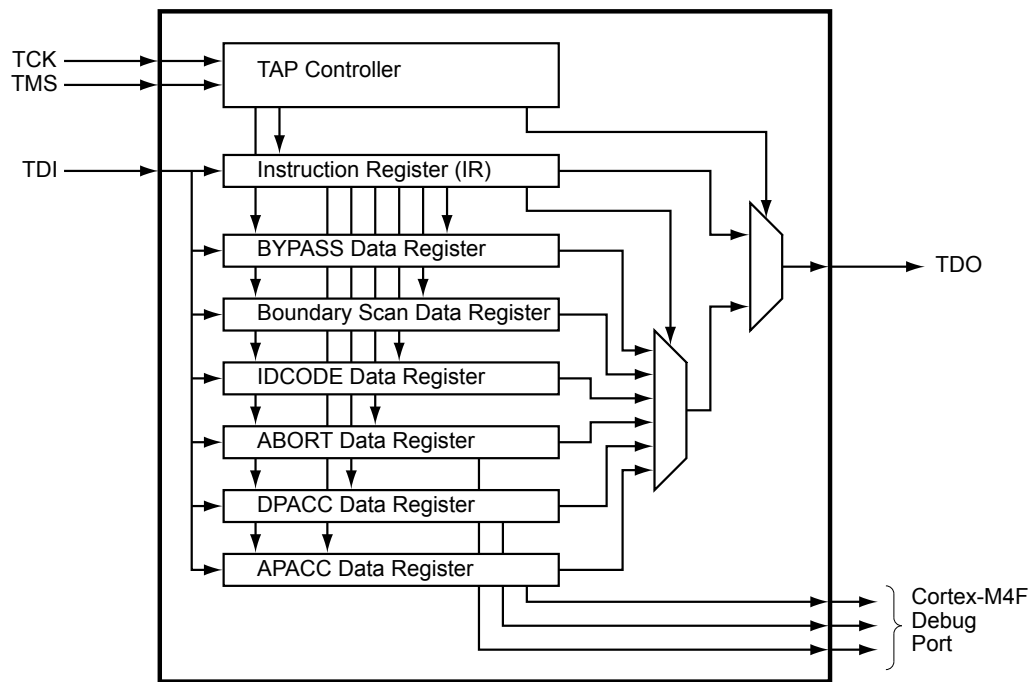 TCK
TMS
TAP Controller
TDI
Instruction Register (IR)
BYPASS Data Register
TDO
Boundary Scan Data Register
IDCODE Data Register
ABORT Data Register
DPACC Data Register
APACC Data Register
Cortex-M4F
Debug
Port